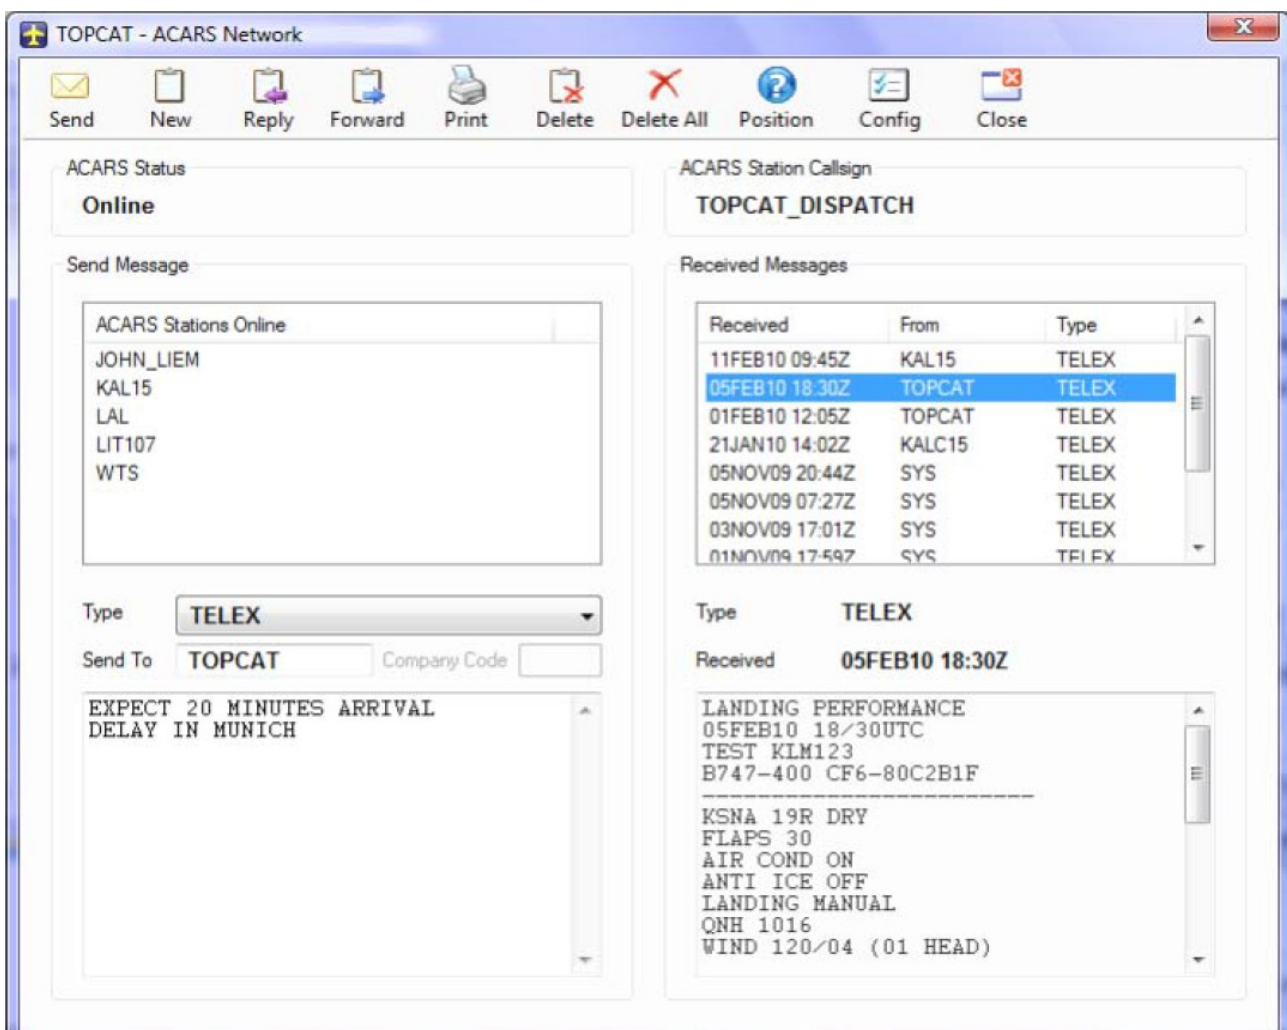 TOPCAT - ACARS Network
Send New Reply Forward Print Delete Delete All Position Config Close
ACARS Status
Online
ACARS Station Callsign
TOPCAT_DISPATCH
Send Message
ACARS Stations Online
JOHN_LIEM
KAL15
LAL
LIT107
WTS
Type TELEX
Send To TOPCAT Company Code
EXPECT 20 MINUTES ARRIVAL
DELAY IN MUNICH
Received Messages
Received From Type
11FEB10 09:45Z KAL15 TELEX
05FEB10 18:30Z TOPCAT TELEX
01FEB10 12:05Z TOPCAT TELEX
21JAN10 14:02Z KALC15 TELEX
05NOV09 20:44Z SYS TELEX
05NOV09 07:27Z SYS TELEX
03NOV09 17:01Z SYS TELEX
01NOV09 17:59Z SYS TELEX
Type TELEX
Received 05FEB10 18:30Z
LANDING PERFORMANCE
05FEB10 18/30UTC
TEST KLM123
B747-400 CF6-80C2B1F
------------------------
KSNA 19R DRY
FLAPS 30
AIR COND ON
ANTI ICE OFF
LANDING MANUAL
QNH 1016
WIND 120/04 (01 HEAD)